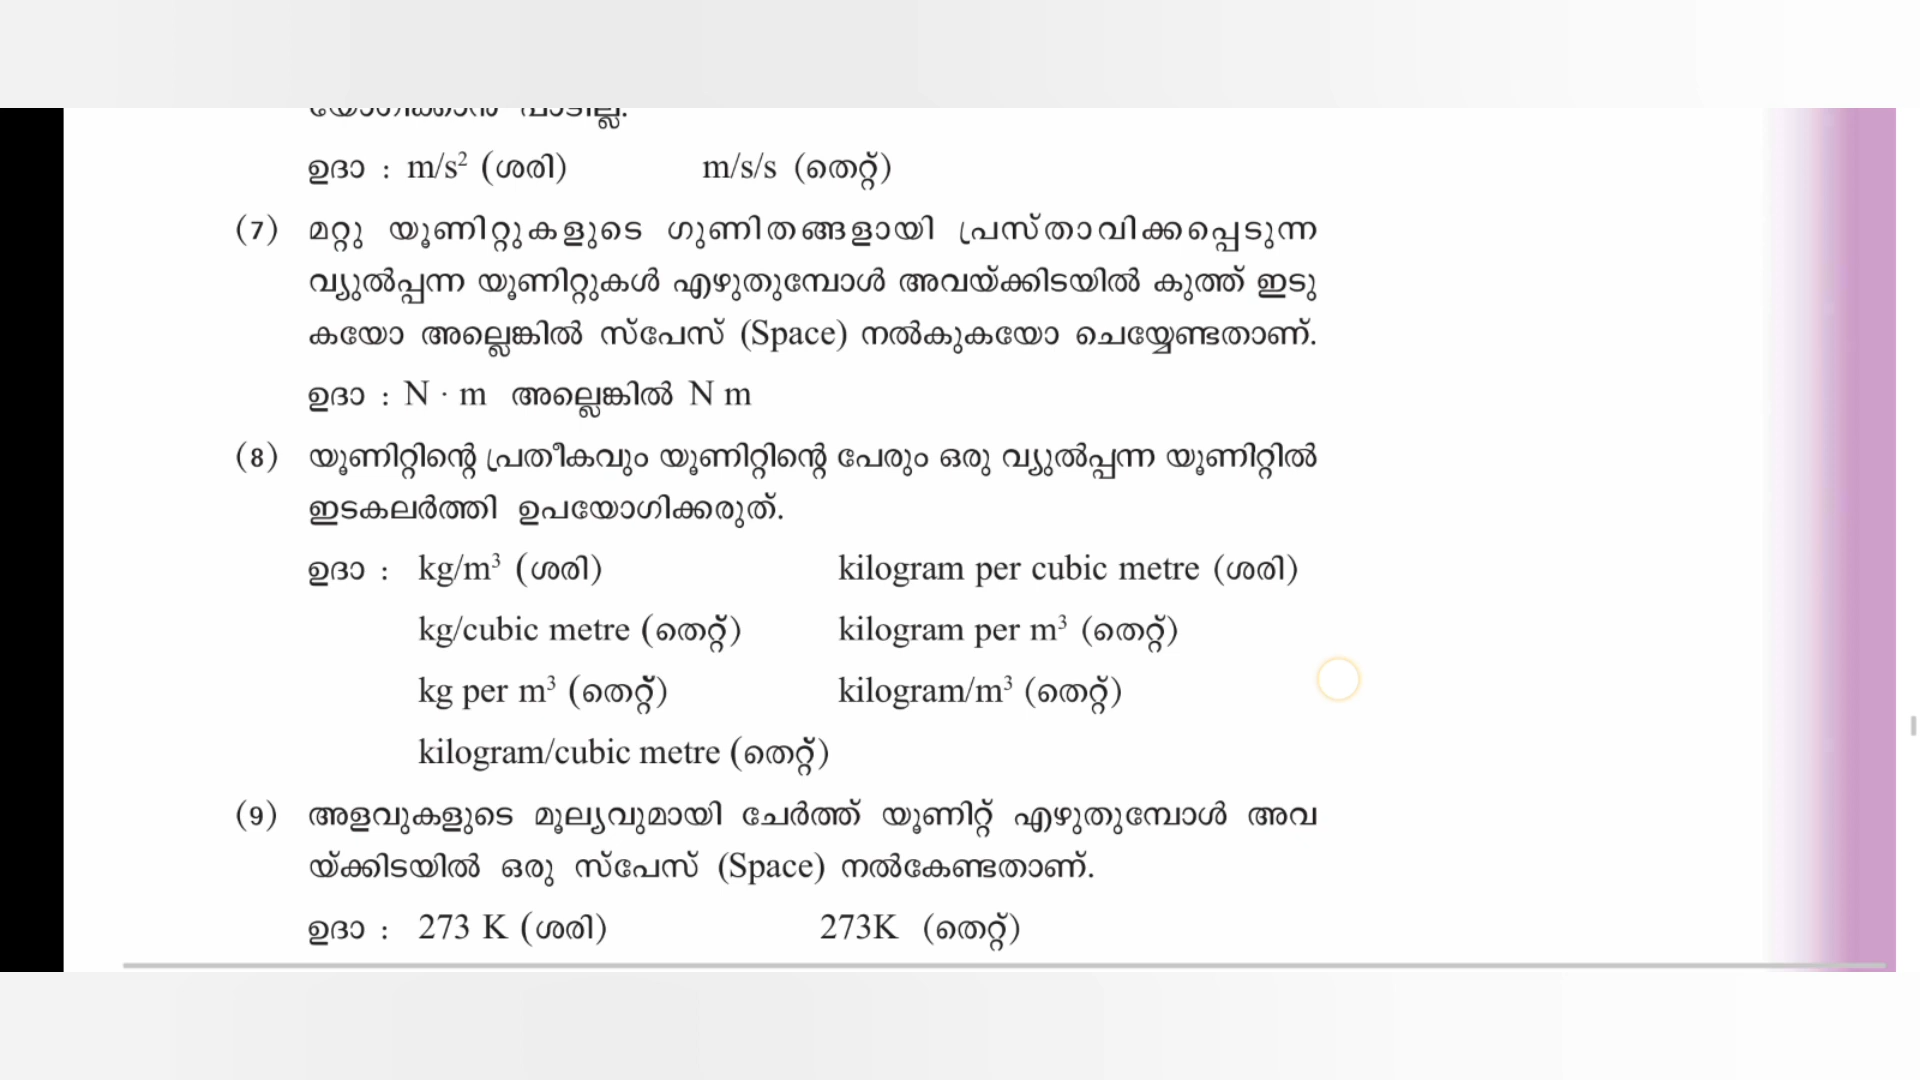 യോഗിക്കാൻ പാടില്ല.
ഉദാ : m/s² (ശരി) m/s/s (തെറ്റ്)
(7) മറ്റു യൂണിറ്റുകളുടെ ഗുണിതങ്ങളായി പ്രസ്താവിക്കപ്പെടുന്ന
വ്യുൽപ്പന്ന യൂണിറ്റുകൾ എഴുതുമ്പോൾ അവയ്ക്കിടയിൽ കുത്ത് ഇടു
കയോ അല്ലെങ്കിൽ സ്പേസ് (Space) നൽകുകയോ ചെയ്യേണ്ടതാണ്.
ഉദാ : N · m അല്ലെങ്കിൽ N m
(8) യൂണിറ്റിന്റെ പ്രതീകവും യൂണിറ്റിന്റെ പേരും ഒരു വ്യുൽപ്പന്ന യൂണിറ്റിൽ
ഇടകലർത്തി ഉപയോഗിക്കരുത്.
ഉദാ : kg/m³ (ശരി) kilogram per cubic metre (ശരി)
kg/cubic metre (തെറ്റ്) kilogram per m³ (തെറ്റ്)
kg per m³ (തെറ്റ്) kilogram/m³ (തെറ്റ്)
kilogram/cubic metre (തെറ്റ്)
(9) അളവുകളുടെ മൂല്യവുമായി ചേർത്ത് യൂണിറ്റ് എഴുതുമ്പോൾ അവ
യ്ക്കിടയിൽ ഒരു സ്പേസ് (Space) നൽകേണ്ടതാണ്.
ഉദാ : 273 K (ശരി) 273K (തെറ്റ്)